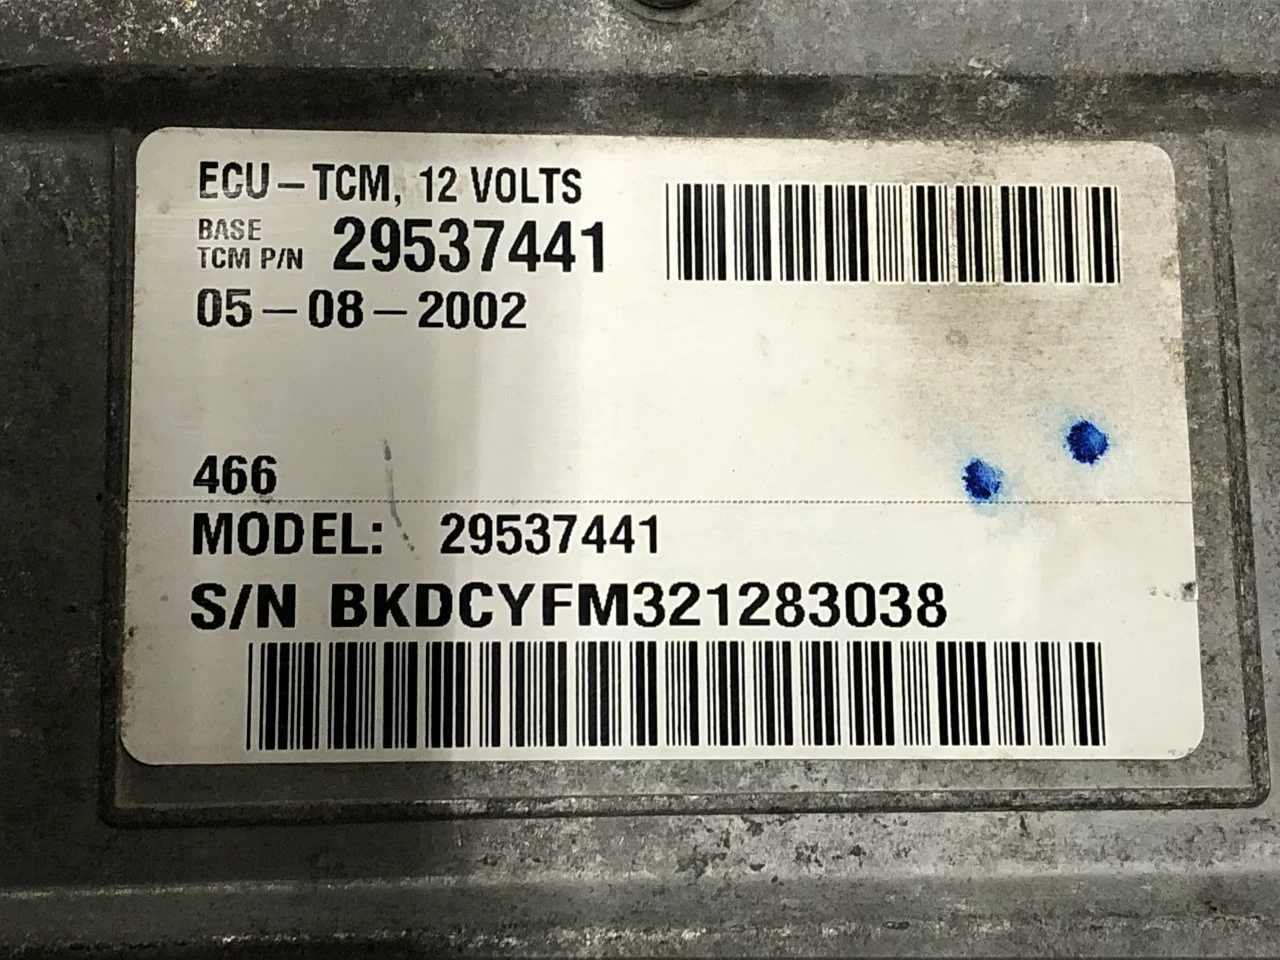 ECU – TCM, 12 VOLTS
BASE
TCM P/N 29537441
05 – 08 – 2002
466
MODEL: 29537441
S/N BKDCYFM321283038